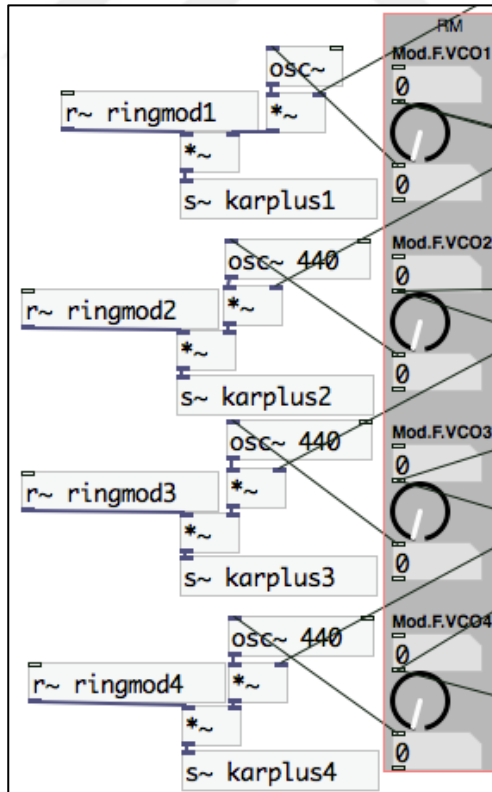 RM
Mod.F.VCO1
osc~
0
r~ ringmod1
*~
*~
0
s~ karplus1
Mod.F.VCO2
osc~ 440
0
r~ ringmod2
*~
*~
0
s~ karplus2
Mod.F.VCO3
osc~ 440
0
r~ ringmod3
*~
*~
0
s~ karplus3
Mod.F.VCO4
osc~ 440
0
r~ ringmod4
*~
*~
0
s~ karplus4